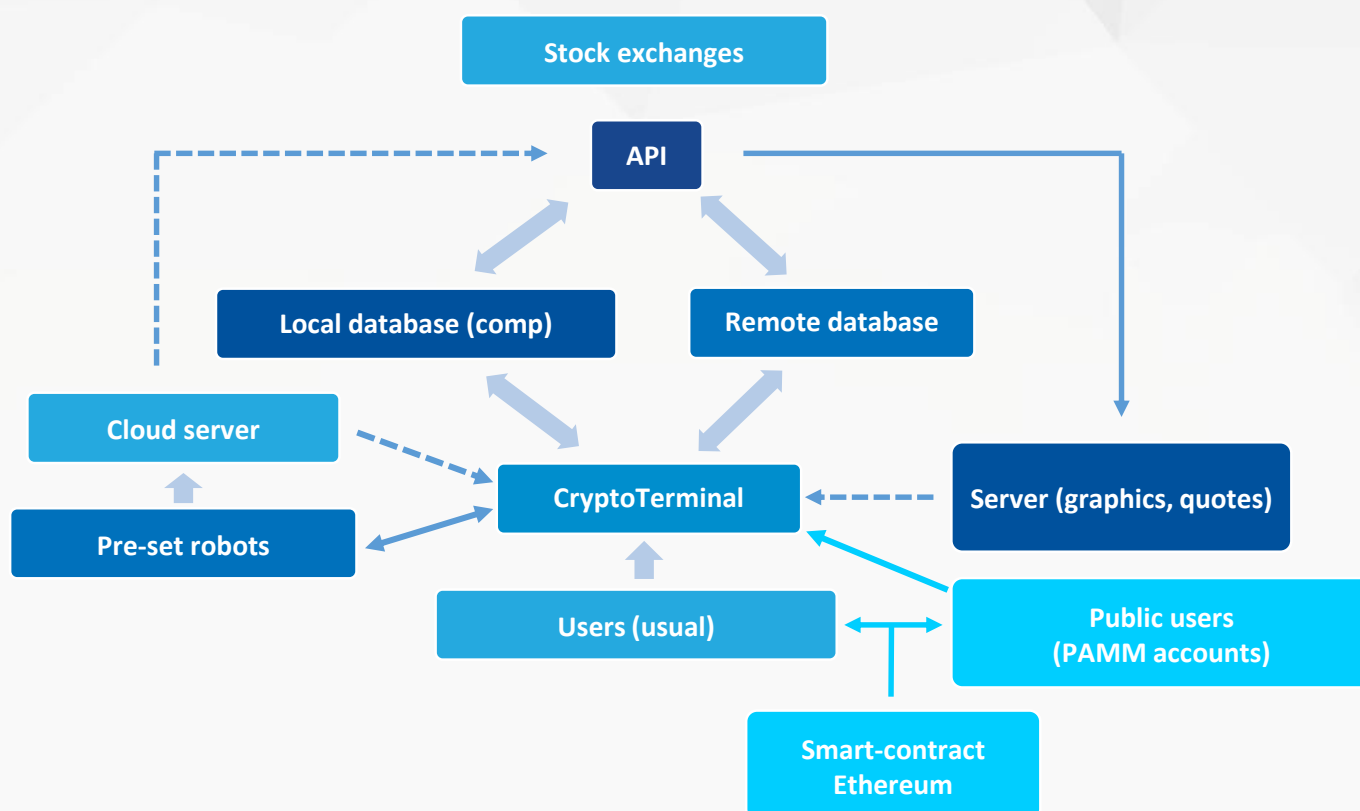 Stock exchanges
API
Local database (comp)
Remote database
Cloud server
CryptoTerminal
Server (graphics, quotes)
Pre-set robots
Users (usual)
Public users
(PAMM accounts)
Smart-contract
Ethereum